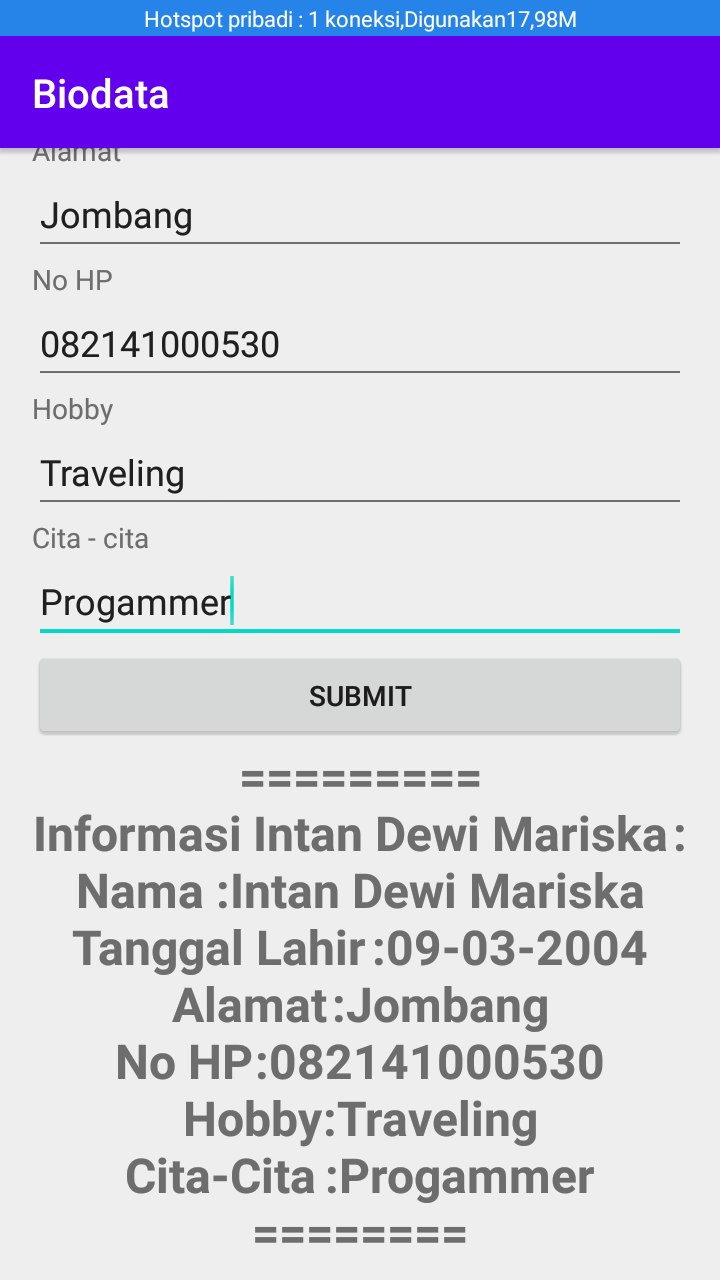 Hotspot pribadi : 1 koneksi,Digunakan17,98M
Biodata
Alamat
Jombang
No HP
082141000530
Hobby
Traveling
Cita - cita
Progammer
SUBMIT
=========
Informasi Intan Dewi Mariska:
Nama :Intan Dewi Mariska
Tanggal Lahir:09-03-2004
Alamat:Jombang
No HP:082141000530
Hobby:Traveling
Cita-Cita :Progammer
========